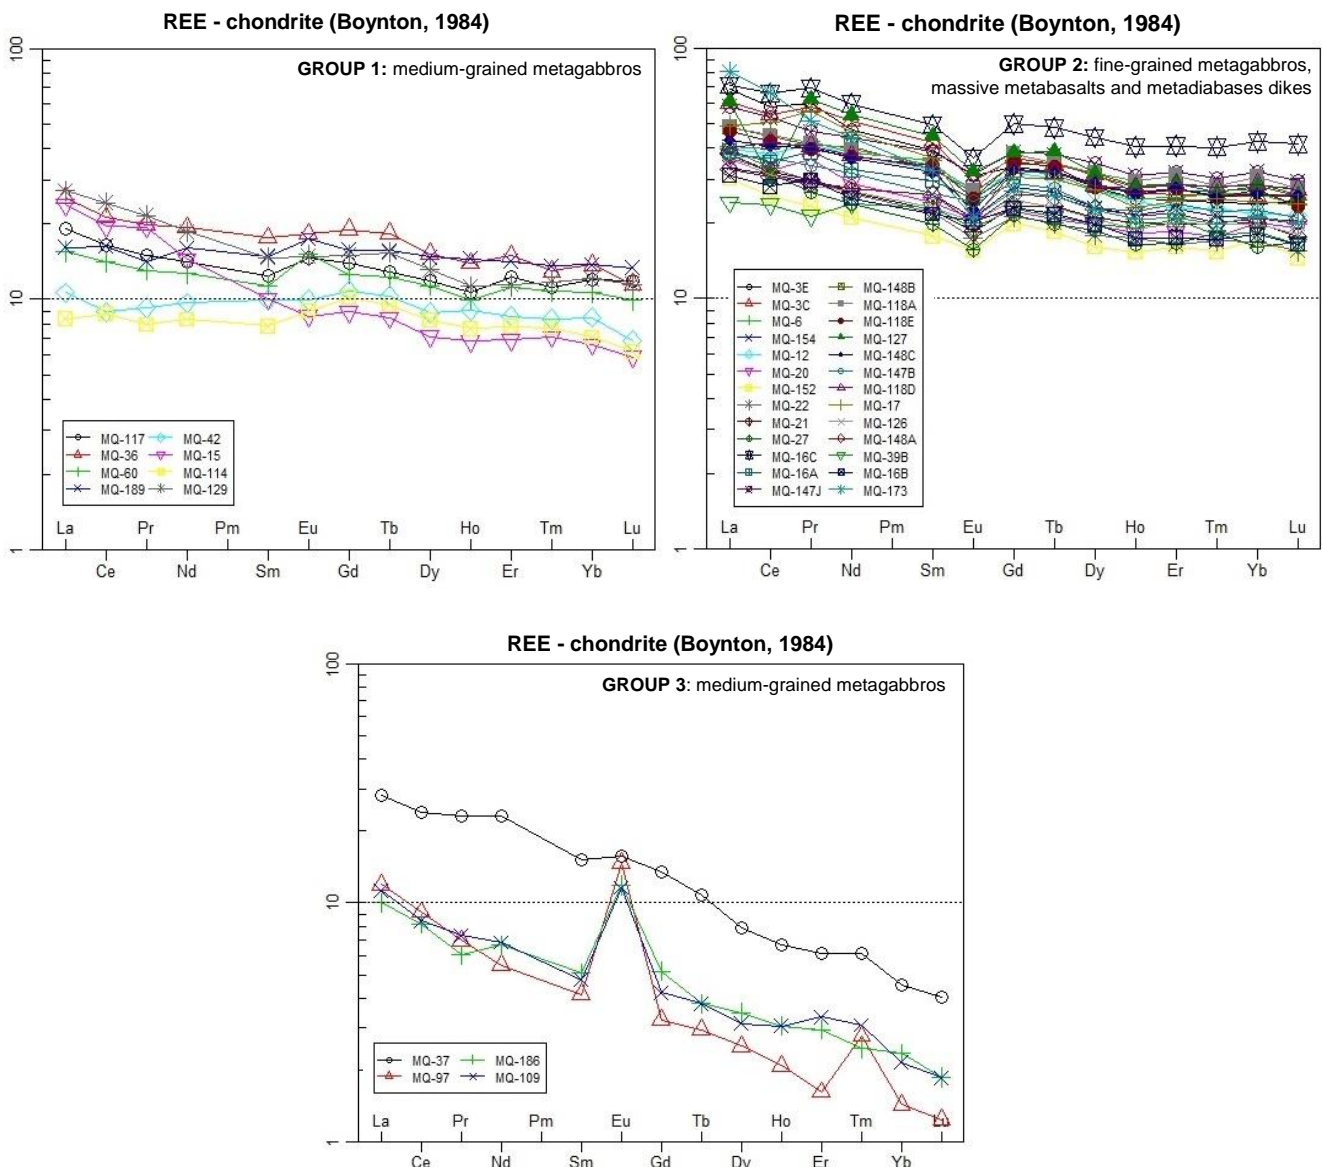 REE - chondrite (Boynton, 1984)
GROUP 1: medium-grained metagabbros
100
10
1
MQ-117 MQ-42
MQ-36 MQ-15
MQ-60 MQ-114
MQ-189 MQ-129
La Pr Pm Eu Tb Ho Tm Lu
Ce Nd Sm Gd Dy Er Yb
REE - chondrite (Boynton, 1984)
GROUP 2: fine-grained metagabbros,
massive metabasalts and metadiabases dikes
100
10
1
MQ-3E MQ-148B
MQ-3C MQ-118A
MQ-6 MQ-118E
MQ-154 MQ-127
MQ-12 MQ-148C
MQ-20 MQ-147B
MQ-152 MQ-118D
MQ-22 MQ-17
MQ-21 MQ-126
MQ-27 MQ-148A
MQ-16C MQ-39B
MQ-16A MQ-16B
MQ-147J MQ-173
La Pr Pm Eu Tb Ho Tm Lu
Ce Nd Sm Gd Dy Er Yb
REE - chondrite (Boynton, 1984)
GROUP 3: medium-grained metagabbros
100
10
1
MQ-37 MQ-186
MQ-97 MQ-109
La Pr Pm Eu Tb Ho Tm Lu
Ce Nd Sm Gd Dy Er Yb